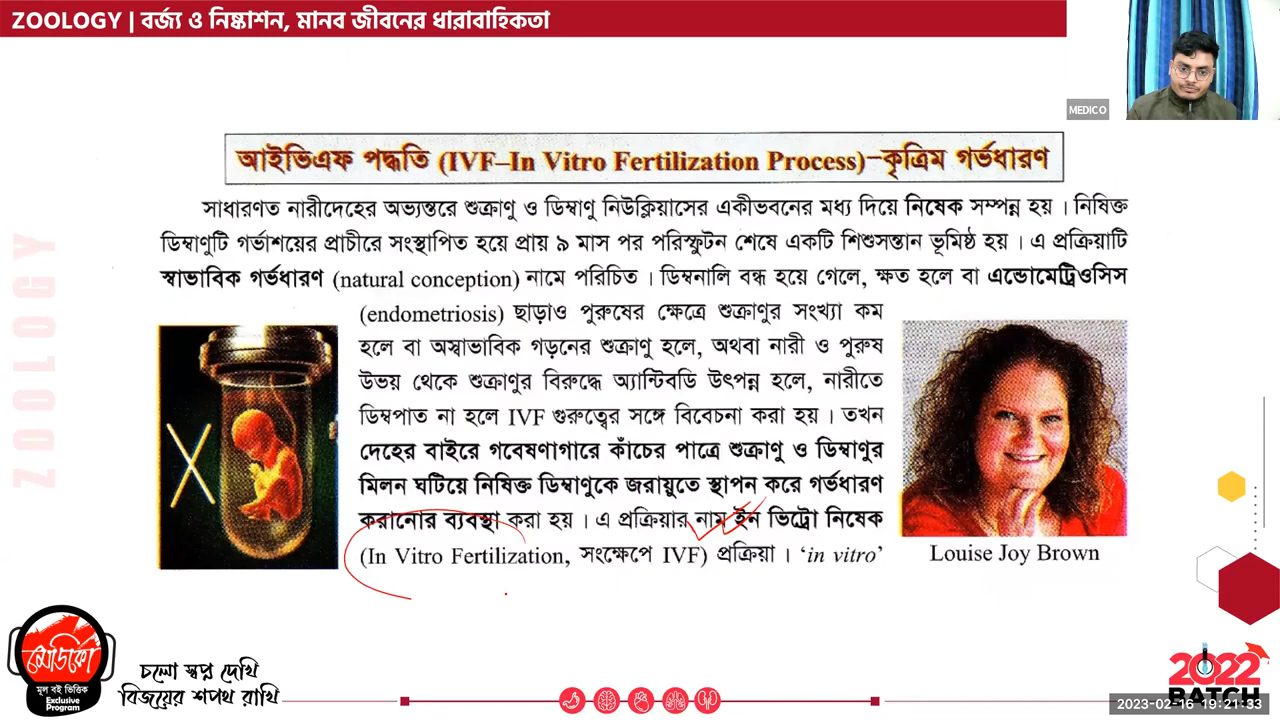 ZOOLOGY | বর্জ্য ও নিষ্কাশন, মানব জীবনের ধারাবাহিকতা
MEDICO
আইভিএফ পদ্ধতি (IVF–In Vitro Fertilization Process)–কৃত্রিম গর্ভধারণ
সাধারণত নারীদেহের অভ্যন্তরে শুক্রাণু ও ডিম্বাণু নিউক্লিয়াসের একীভবনের মধ্য দিয়ে নিষেক সম্পন্ন হয় । নিষিক্ত
ডিম্বাণুটি গর্ভাশয়ের প্রাচীরে সংস্থাপিত হয়ে প্রায় ৯ মাস পর পরিস্ফুটন শেষে একটি শিশুসন্তান ভূমিষ্ঠ হয় । এ প্রক্রিয়াটি
স্বাভাবিক গর্ভধারণ (natural conception) নামে পরিচিত । ডিম্বনালি বন্ধ হয়ে গেলে, ক্ষত হলে বা এন্ডোমেট্রিওসিস
(endometriosis) ছাড়াও পুরুষের ক্ষেত্রে শুক্রাণুর সংখ্যা কম
হলে বা অস্বাভাবিক গড়নের শুক্রাণু হলে, অথবা নারী ও পুরুষ
উভয় থেকে শুক্রাণুর বিরুদ্ধে অ্যান্টিবডি উৎপন্ন হলে, নারীতে
ডিম্বপাত না হলে IVF গুরুত্বের সঙ্গে বিবেচনা করা হয় । তখন
দেহের বাইরে গবেষণাগারে কাঁচের পাত্রে শুক্রাণু ও ডিম্বাণুর
মিলন ঘটিয়ে নিষিক্ত ডিম্বাণুকে জরায়ুতে স্থাপন করে গর্ভধারণ
করানোর ব্যবস্থা করা হয় । এ প্রক্রিয়ার নাম ইন ভিট্রো নিষেক
(In Vitro Fertilization, সংক্ষেপে IVF) প্রক্রিয়া । ‘in vitro’
Louise Joy Brown
ZOOLOGY
মেডিকো
মূল বই ভিত্তিক
Exclusive
Program
চলো স্বপ্ন দেখি
বিজয়ের শপথ রাখি
2022
BATCH
2023-02-16 19:21:33